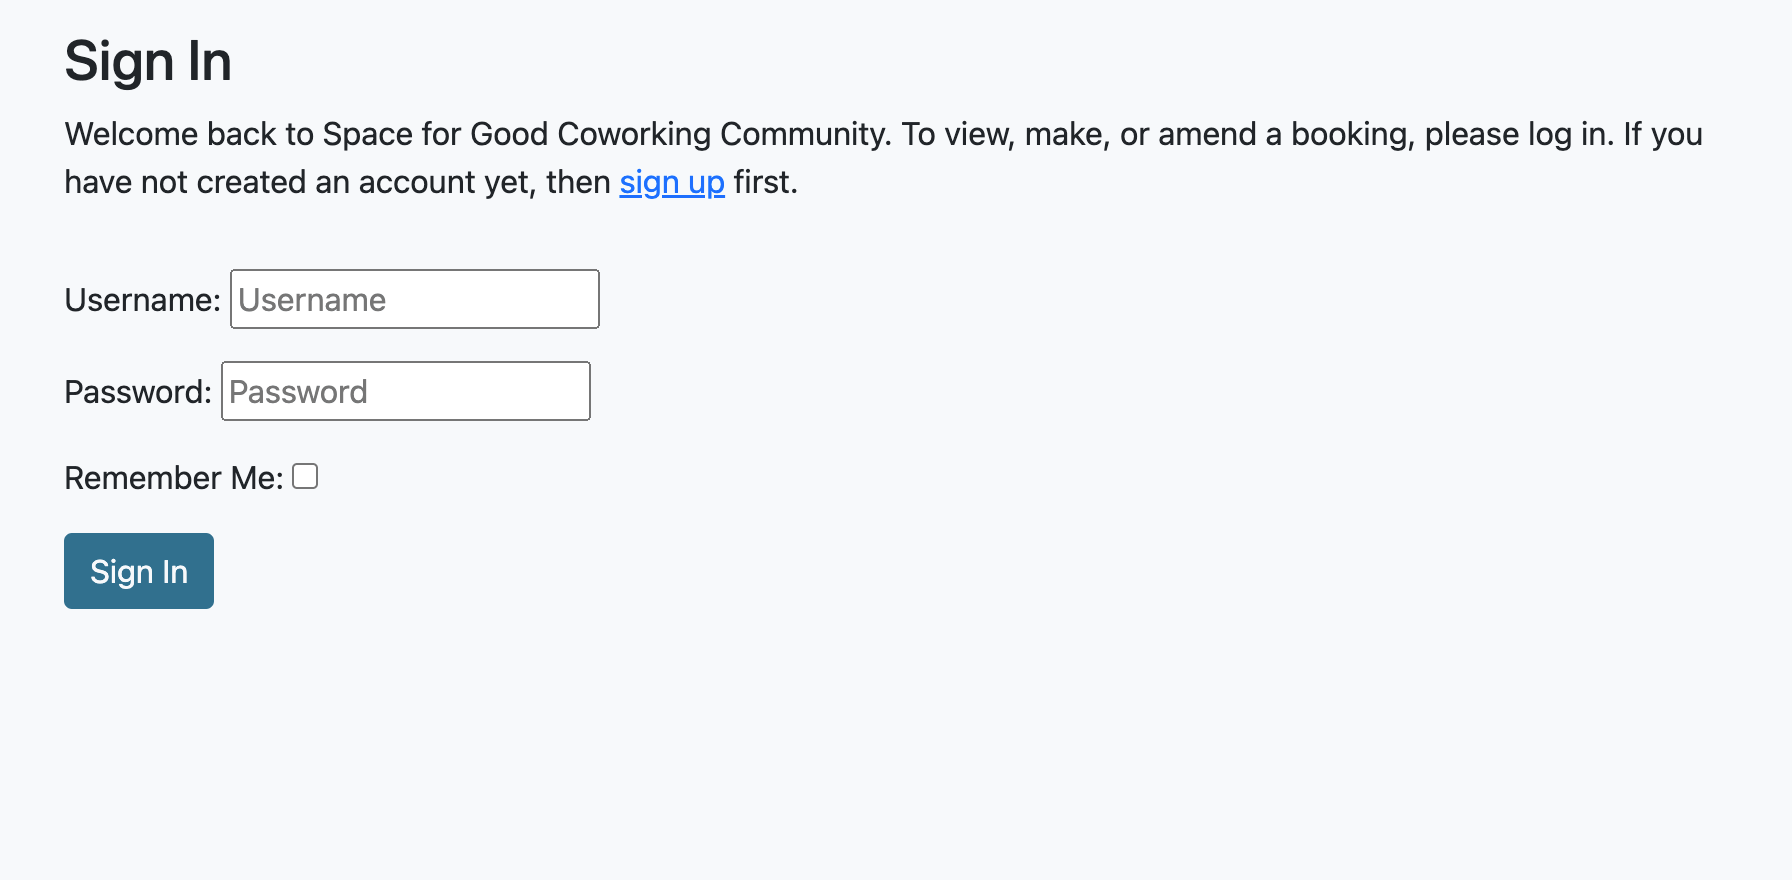 Sign In
Welcome back to Space for Good Coworking Community. To view, make, or amend a booking, please log in. If you
have not created an account yet, then sign up first.
Username: Username
Password: Password
Remember Me:
Sign In